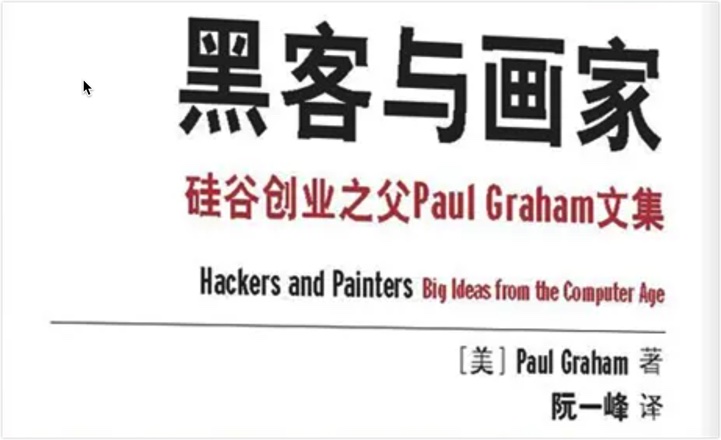 黑客与画家
硅谷创业之父Paul Graham文集
Hackers and Painters Big Ideas from the Computer Age
[美] Paul Graham 著
阮一峰 译